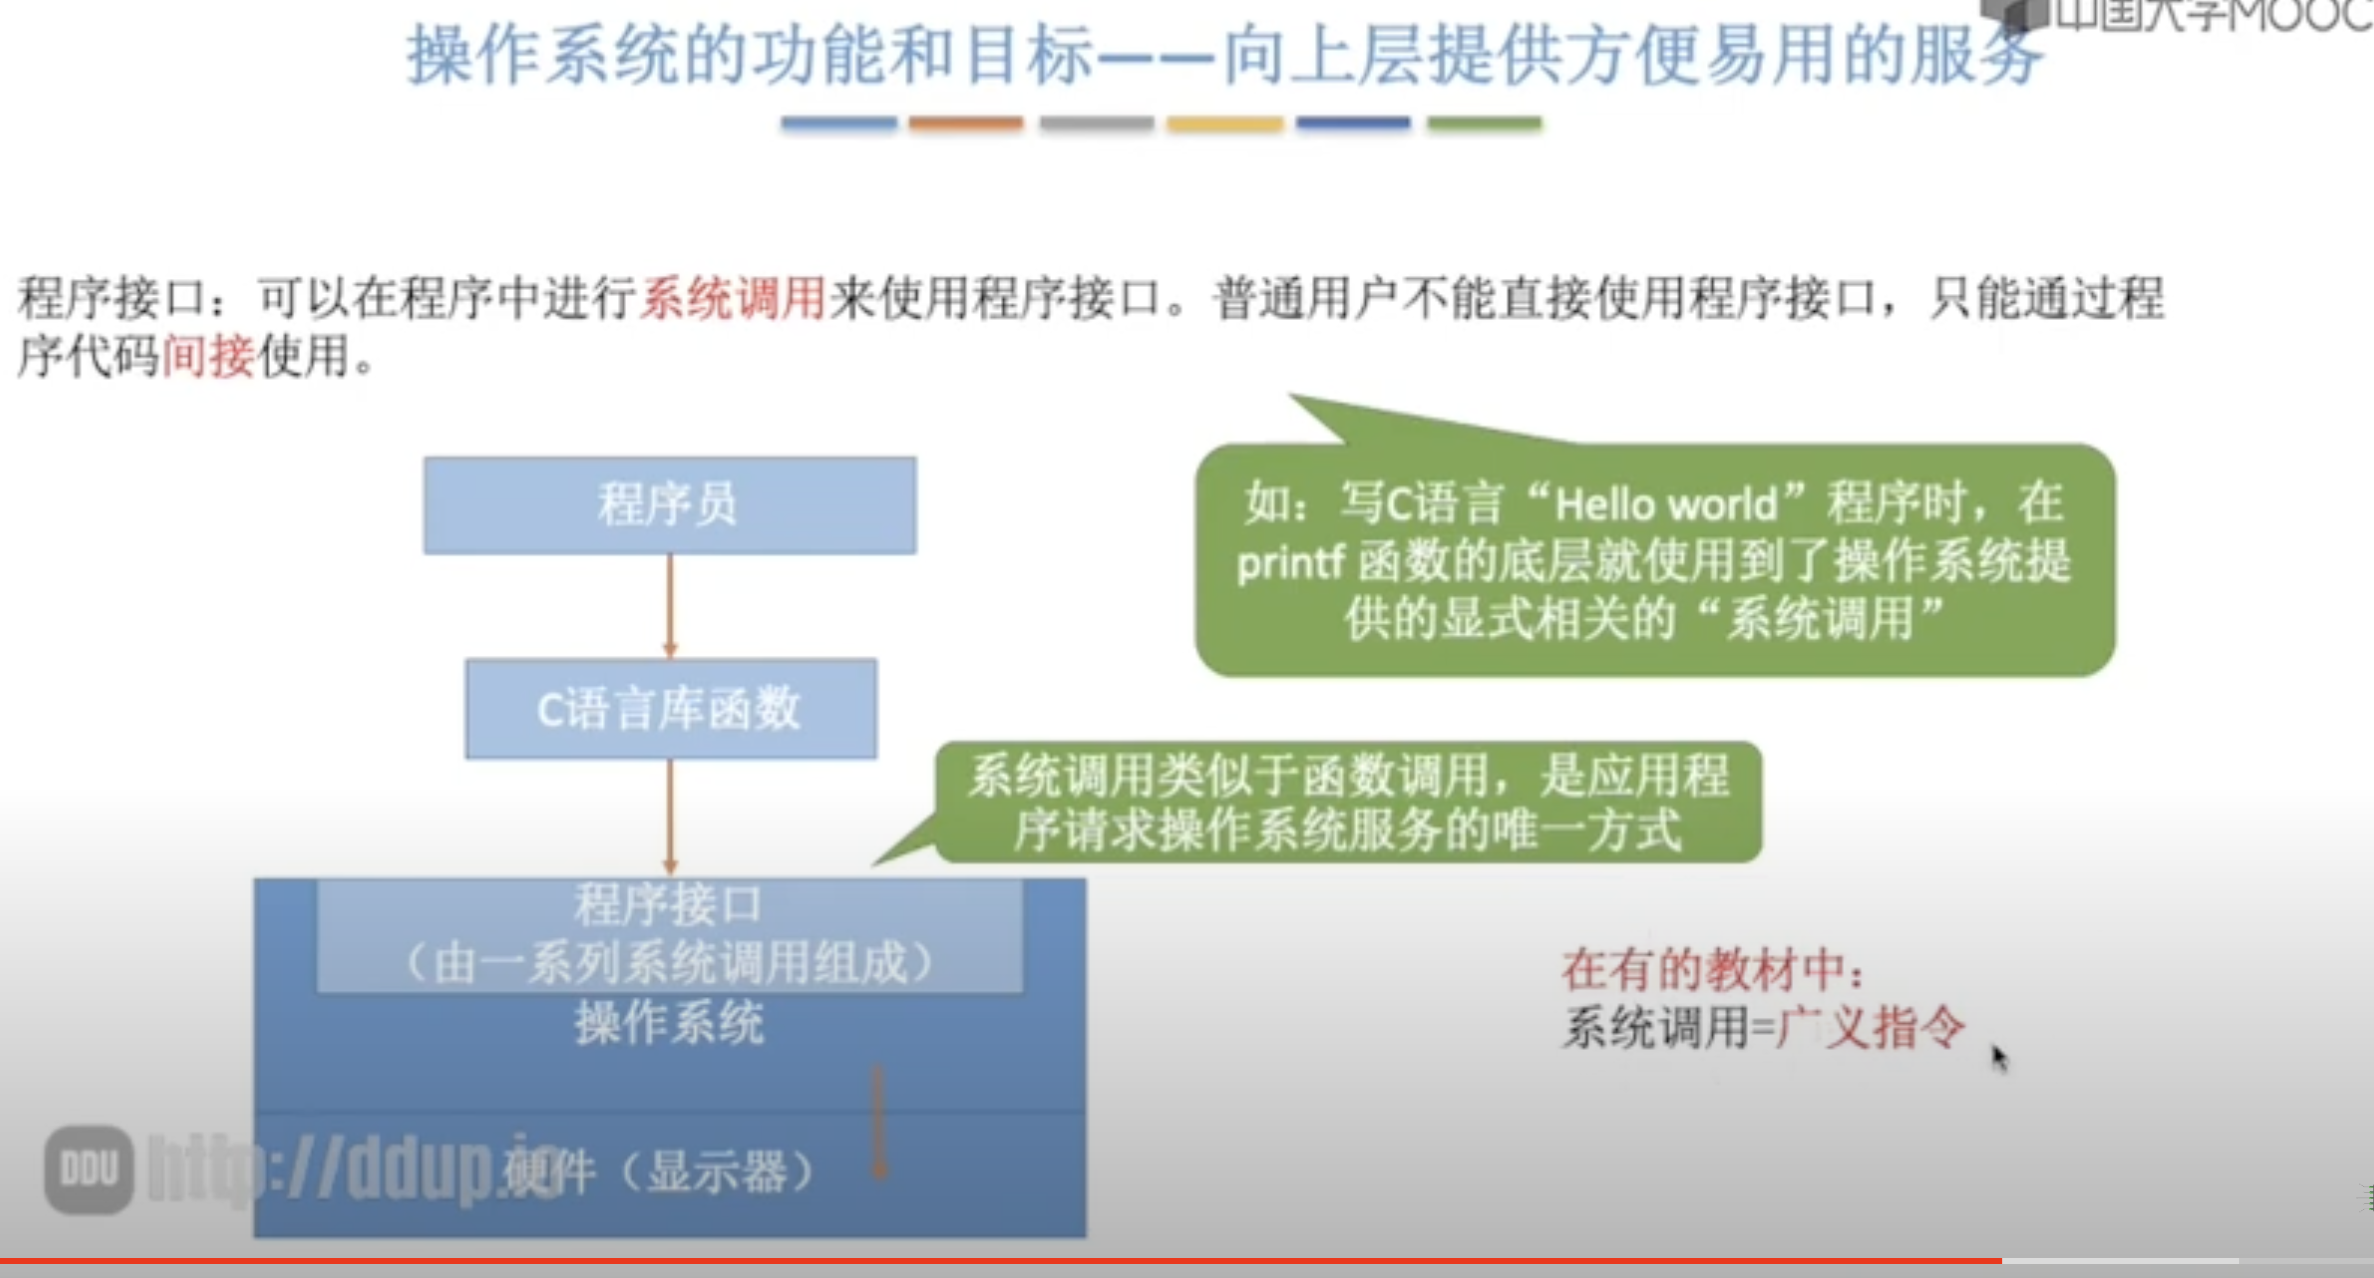 中国大学MOOC
操作系统的功能和目标——向上层提供方便易用的服务
程序接口：可以在程序中进行系统调用来使用程序接口。普通用户不能直接使用程序接口，只能通过程
序代码间接使用。
程序员
如：写C语言“Hello world”程序时，在
printf 函数的底层就使用到了操作系统提
供的显式相关的“系统调用”
C语言库函数
系统调用类似于函数调用，是应用程
序请求操作系统服务的唯一方式
程序接口
（由一系列系统调用组成）
操作系统
在有的教材中：
系统调用=广义指令
硬件（显示器）
DDU http://ddup.io